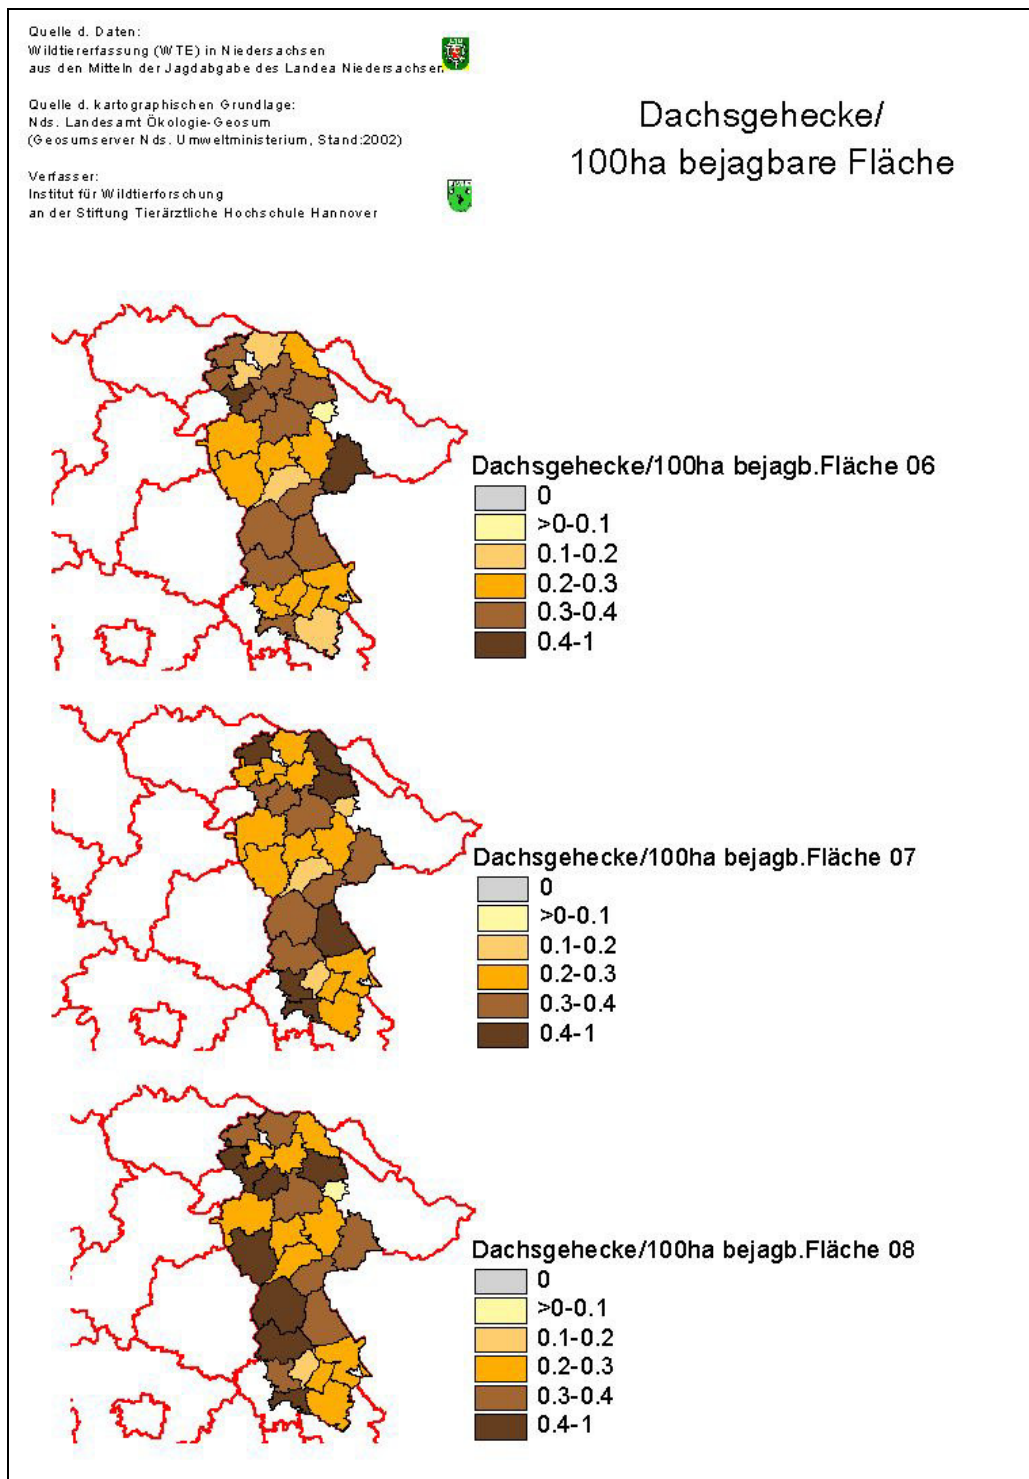 Quelle d. Daten:
Wildtiererfassung (WTE) in Niedersachsen
aus den Mitteln der Jagdabgabe des Landea Niedersachsen
Quelle d. kartographischen Grundlage:
Nds. Landesamt Ökologie-Geosum
(Geosumserver Nds. Umweltministerium, Stand:2002)
Verfasser:
Institut für Wildtierforschung
an der Stiftung Tierärztliche Hochschule Hannover
Dachsgehecke/
100ha bejagbare Fläche
Dachsgehecke/100ha bejagb.Fläche 06
0
>0-0.1
0.1-0.2
0.2-0.3
0.3-0.4
0.4-1
Dachsgehecke/100ha bejagb.Fläche 07
0
>0-0.1
0.1-0.2
0.2-0.3
0.3-0.4
0.4-1
Dachsgehecke/100ha bejagb.Fläche 08
0
>0-0.1
0.1-0.2
0.2-0.3
0.3-0.4
0.4-1